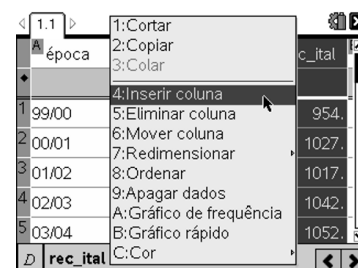 1.1
A época c_ital
1:Cortar
2:Copiar
3:Colar
4:Inserir coluna
5:Eliminar coluna
6:Mover coluna
7:Redimensionar
8:Ordenar
9:Apagar dados
A:Gráfico de frequência
B:Gráfico rápido
C:Cor
1 99/00 954.
2 00/01 1027.
3 01/02 1017.
4 02/03 1042.
5 03/04 1052.
D rec_ital